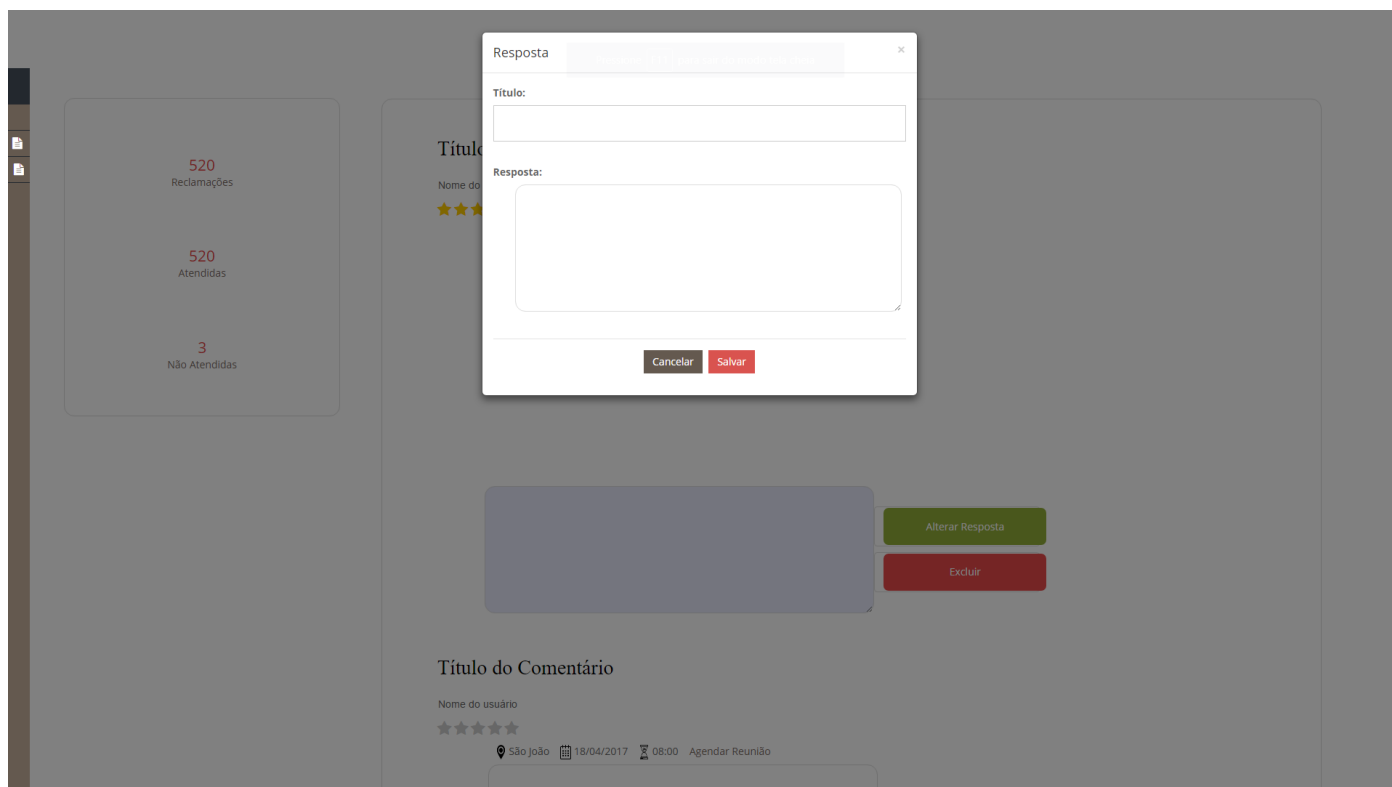 Resposta
×
Título:
Resposta:
Cancelar
Salvar
520
Reclamações
520
Atendidas
3
Não Atendidas
Título
Nome do
Alterar Resposta
Excluir
Título do Comentário
Nome do usuário
São João 18/04/2017 08:00 Agendar Reunião